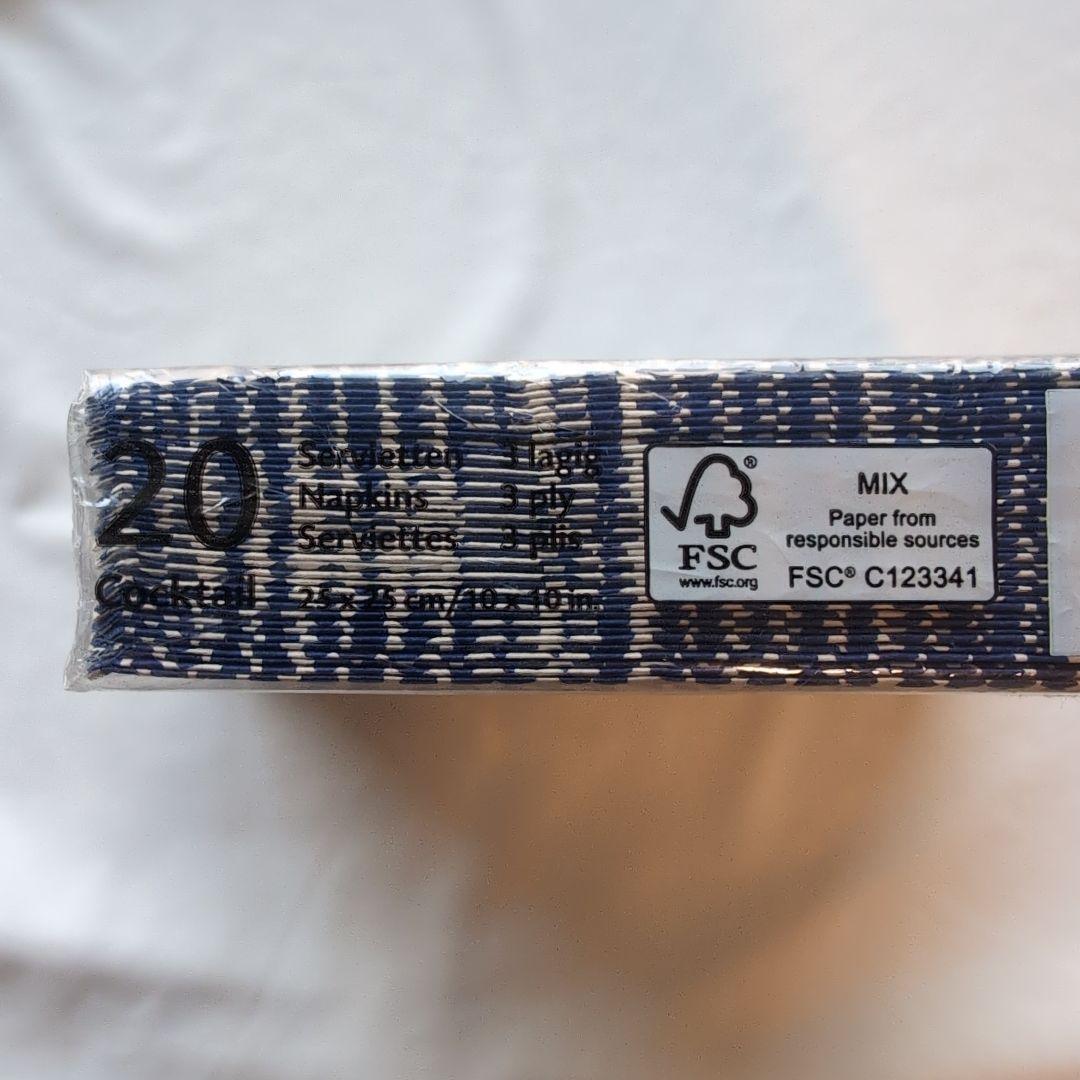 20
Servietten 3 lagig
Napkins 3 ply
Serviettes 3 plis
Cocktail 25 x 25 cm/10 x 10 in.
®
FSC
www.fsc.org
MIX
Paper from
responsible sources
FSC® C123341